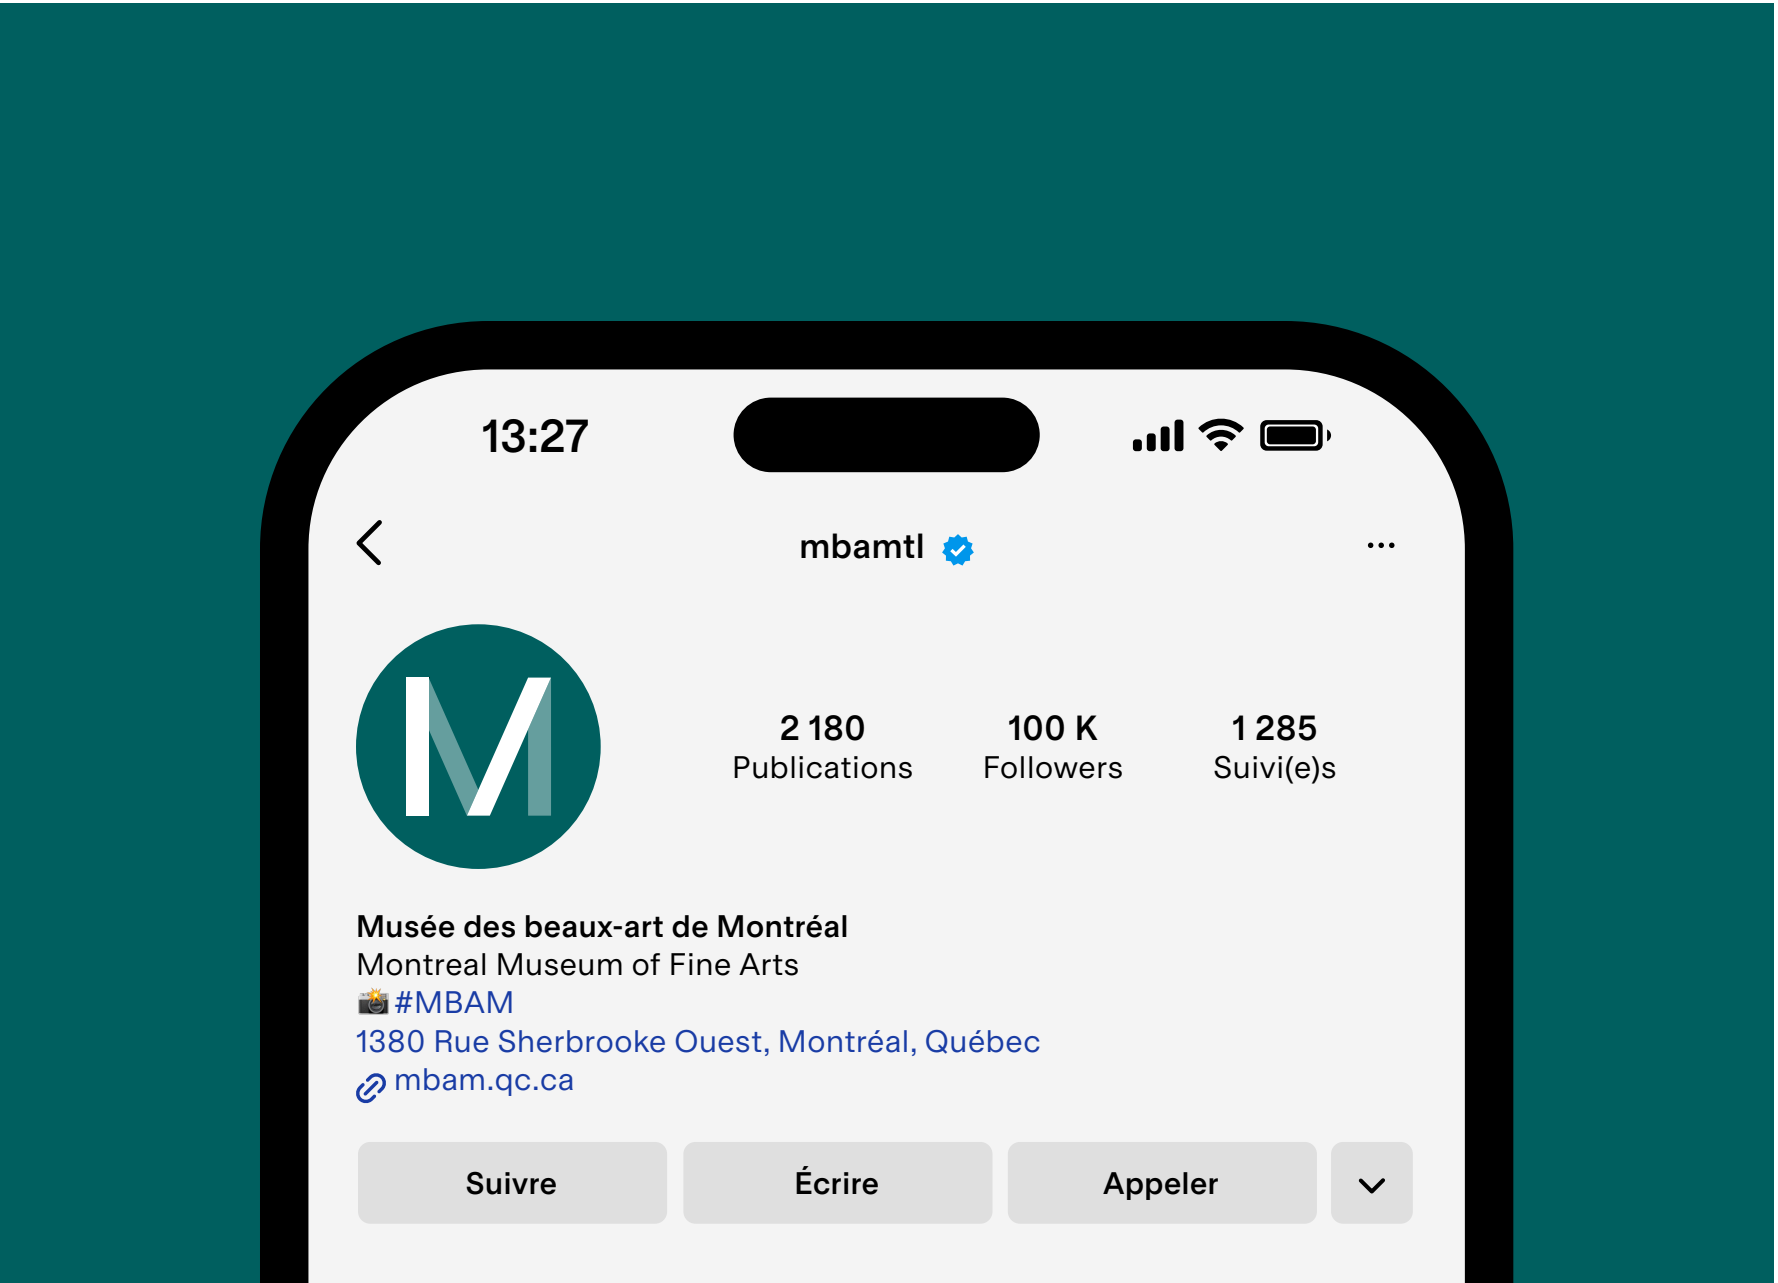 13:27
mbamtl
M
2 180 100 K 1 285
Publications Followers Suivi(e)s
Musée des beaux-art de Montréal
Montreal Museum of Fine Arts
#MBAM
1380 Rue Sherbrooke Ouest, Montréal, Québec
mbam.qc.ca
Suivre Écrire Appeler